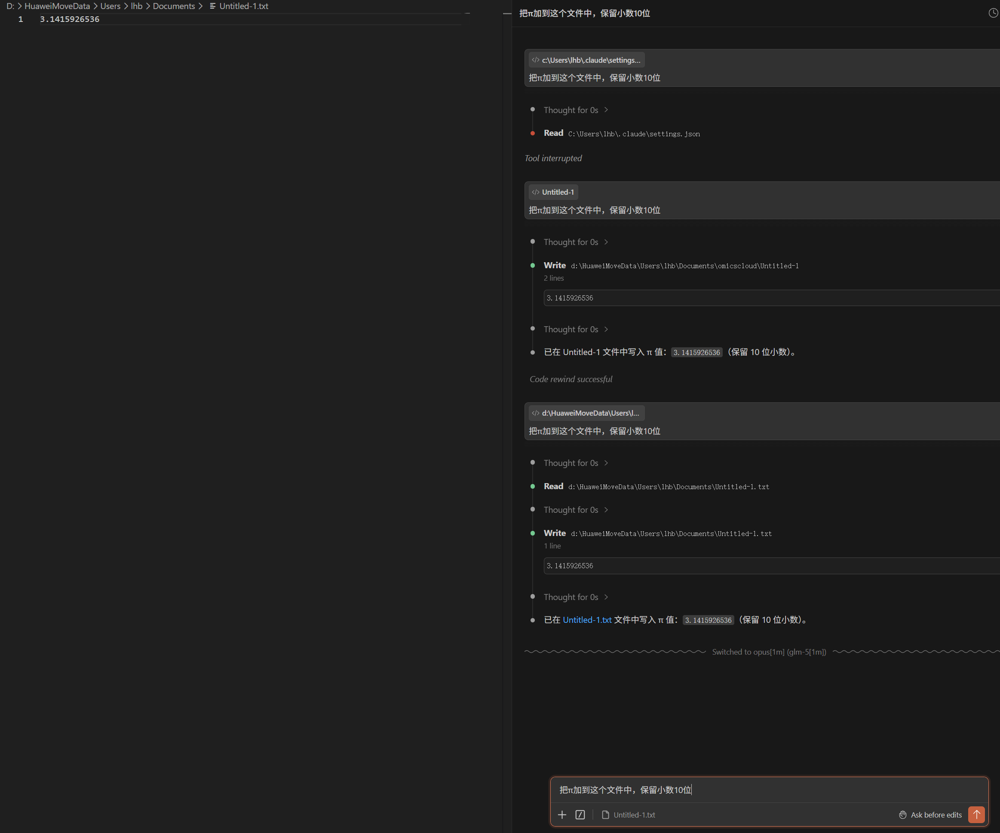 D: > HuaweiMoveData > Users > lhb > Documents > Untitled-1.txt
1 3.1415926536
把π加到这个文件中，保留小数10位
c:\Users\lhb\.claude\settings...
把π加到这个文件中，保留小数10位
Thought for 0s >
Read C:\Users\lhb\.claude\settings.json
Tool interrupted
Untitled-1
把π加到这个文件中，保留小数10位
Thought for 0s >
Write d:\HuaweiMoveData\Users\lhb\Documents\omicscloud\Untitled-1
2 lines
3.1415926536
Thought for 0s >
已在 Untitled-1 文件中写入 π 值：3.1415926536（保留 10 位小数）。
Code rewind successful
d:\HuaweiMoveData\Users\l...
把π加到这个文件中，保留小数10位
Thought for 0s >
Read d:\HuaweiMoveData\Users\lhb\Documents\Untitled-1.txt
Thought for 0s >
Write d:\HuaweiMoveData\Users\lhb\Documents\Untitled-1.txt
1 line
3.1415926536
Thought for 0s >
已在 Untitled-1.txt 文件中写入 π 值：3.1415926536（保留 10 位小数）。
Switched to opus[1m] (glm-5[1m])
把π加到这个文件中，保留小数10位
Untitled-1.txt Ask before edits